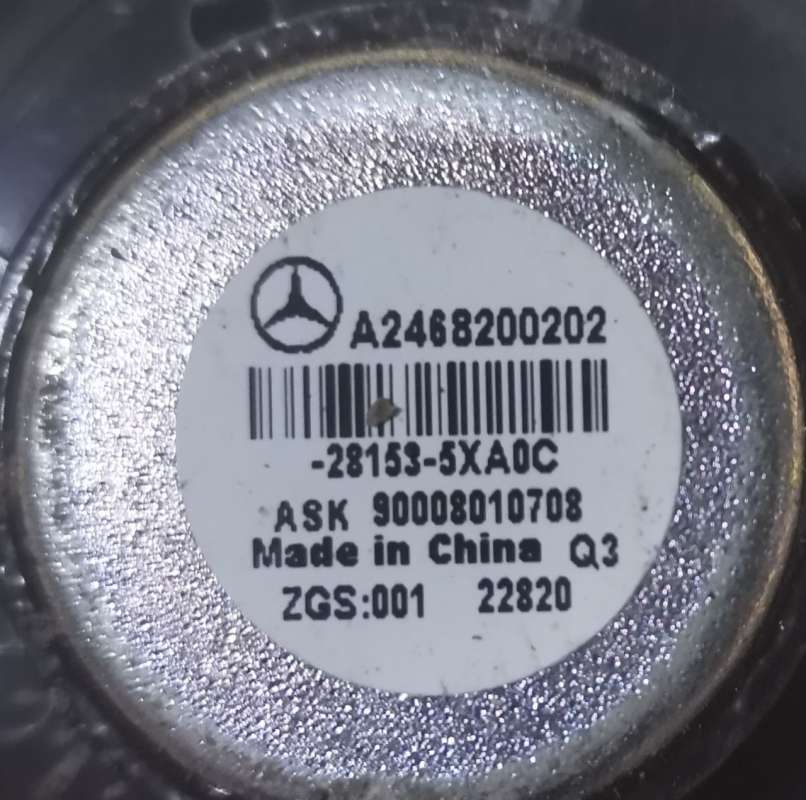 A2468200202
-28153-5XA0C
ASK 90008010708
Made in China Q3
ZGS:001 22820